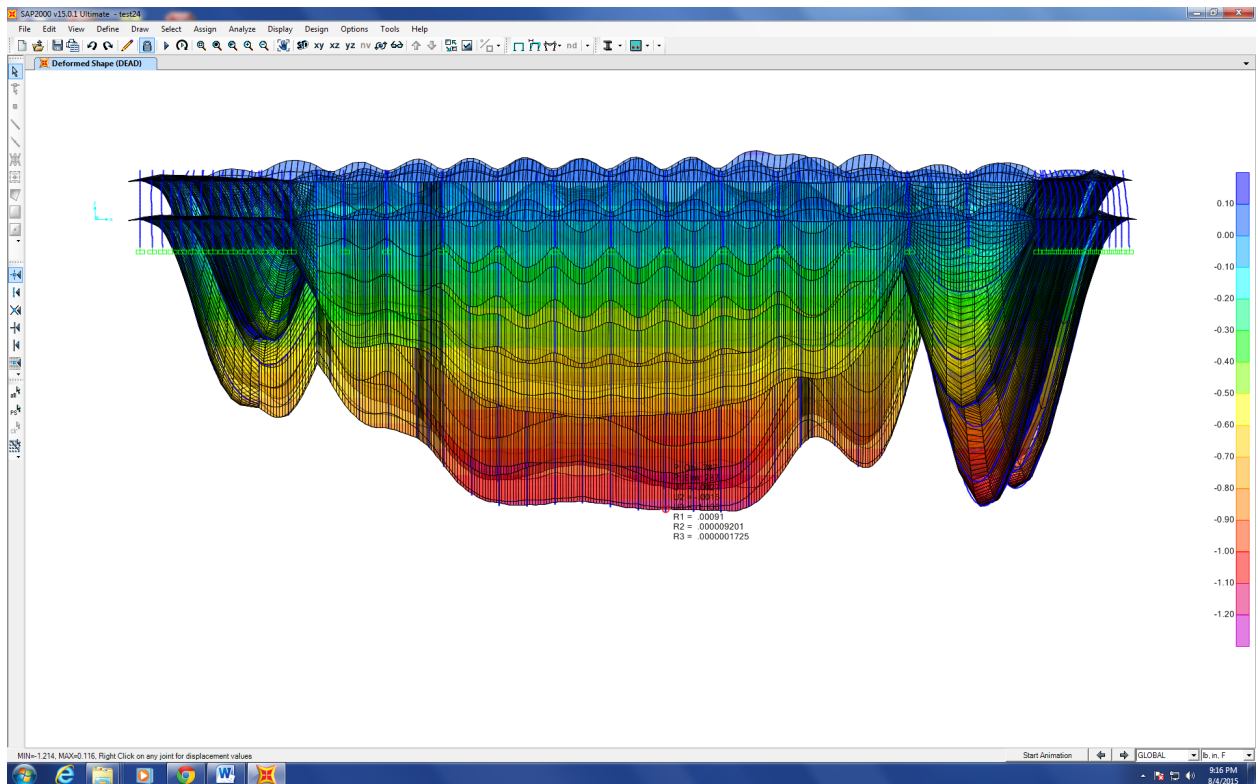 SAP2000 v15.0.1 Ultimate - test24
File Edit View Define Draw Select Assign Analyze Display Design Options Tools Help
xy xz yz nv nd
Deformed Shape (DEAD)
0.10
0.00
-0.10
-0.20
-0.30
-0.40
-0.50
-0.60
-0.70
-0.80
-0.90
-1.00
-1.10
-1.20
R1 = .00091
R2 = .000009201
R3 = .0000001725
MIN=-1.214, MAX=0.116, Right Click on any joint for displacement values
Start Animation GLOBAL lb, in, F
9:16 PM
8/4/2015